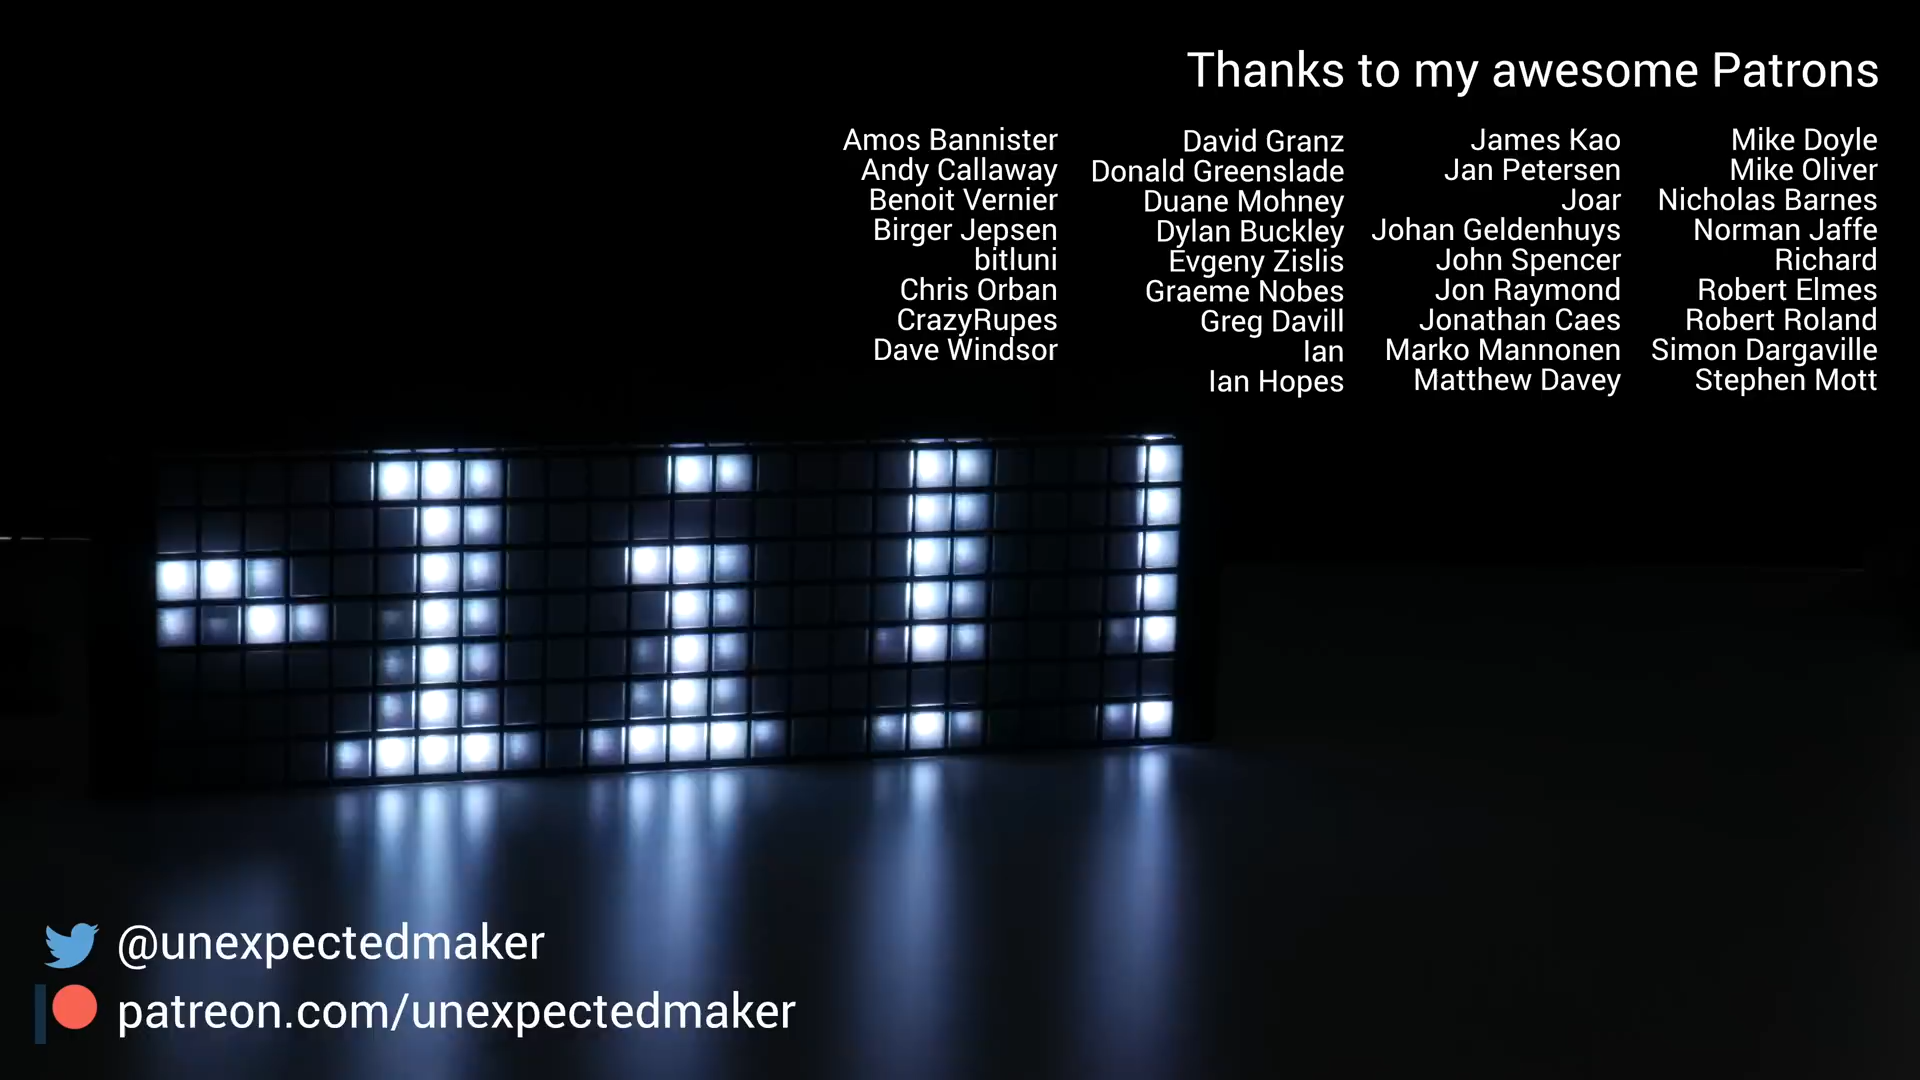 Thanks to my awesome Patrons
Amos Bannister
Andy Callaway
Benoit Vernier
Birger Jepsen
bitluni
Chris Orban
CrazyRupes
Dave Windsor
David Granz
Donald Greenslade
Duane Mohney
Dylan Buckley
Evgeny Zislis
Graeme Nobes
Greg Davill
Ian
Ian Hopes
James Kao
Jan Petersen
Joar
Johan Geldenhuys
John Spencer
Jon Raymond
Jonathan Caes
Marko Mannonen
Matthew Davey
Mike Doyle
Mike Oliver
Nicholas Barnes
Norman Jaffe
Richard
Robert Elmes
Robert Roland
Simon Dargaville
Stephen Mott
@unexpectedmaker
patreon.com/unexpectedmaker